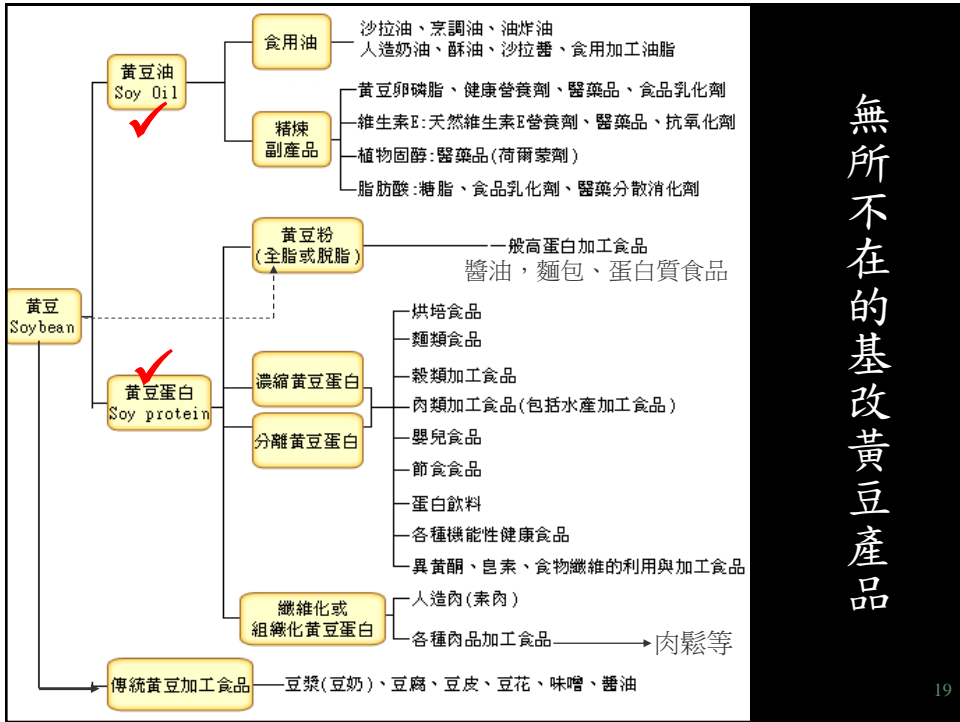 無所不在的基改黃豆產品
黃豆
Soybean
黃豆油
Soy Oil
食用油
沙拉油、烹調油、油炸油
人造奶油、酥油、沙拉醬、食用加工油脂
精煉
副產品
黃豆卵磷脂、健康營養劑、醫藥品、食品乳化劑
維生素E:天然維生素E營養劑、醫藥品、抗氧化劑
植物固醇:醫藥品(荷爾蒙劑)
脂肪酸:糖脂、食品乳化劑、醫藥分散消化劑
黃豆蛋白
Soy protein
黃豆粉
(全脂或脫脂)
一般高蛋白加工食品
醬油，麵包、蛋白質食品
濃縮黃豆蛋白
分離黃豆蛋白
烘培食品
麵類食品
穀類加工食品
肉類加工食品(包括水產加工食品)
嬰兒食品
節食食品
蛋白飲料
各種機能性健康食品
異黃酮、皂素、食物纖維的利用與加工食品
纖維化或
組織化黃豆蛋白
人造肉(素肉)
各種肉品加工食品
肉鬆等
傳統黃豆加工食品
豆漿(豆奶)、豆腐、豆皮、豆花、味噌、醬油
19